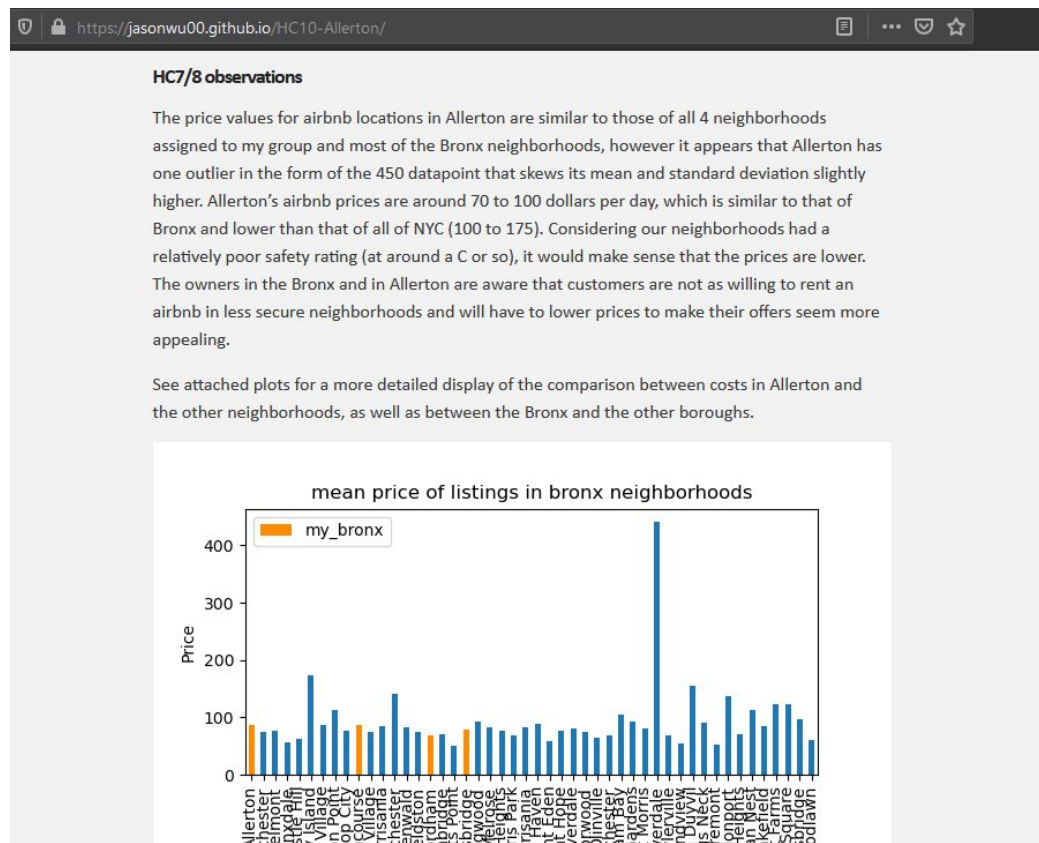 https://jasonwu00.github.io/HC10-Allerton/
HC7/8 observations
The price values for airbnb locations in Allerton are similar to those of all 4 neighborhoods
assigned to my group and most of the Bronx neighborhoods, however it appears that Allerton has
one outlier in the form of the 450 datapoint that skews its mean and standard deviation slightly
higher. Allerton’s airbnb prices are around 70 to 100 dollars per day, which is similar to that of
Bronx and lower than that of all of NYC (100 to 175). Considering our neighborhoods had a
relatively poor safety rating (at around a C or so), it would make sense that the prices are lower.
The owners in the Bronx and in Allerton are aware that customers are not as willing to rent an
airbnb in less secure neighborhoods and will have to lower prices to make their offers seem more
appealing.
See attached plots for a more detailed display of the comparison between costs in Allerton and
the other neighborhoods, as well as between the Bronx and the other boroughs.
mean price of listings in bronx neighborhoods
my_bronx
400
300
200
100
0
Price
Allerton